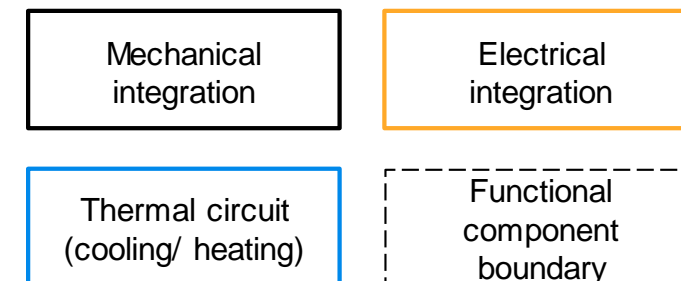 Mechanical
integration
Electrical
integration
Thermal circuit
(cooling/ heating)
Functional
component
boundary